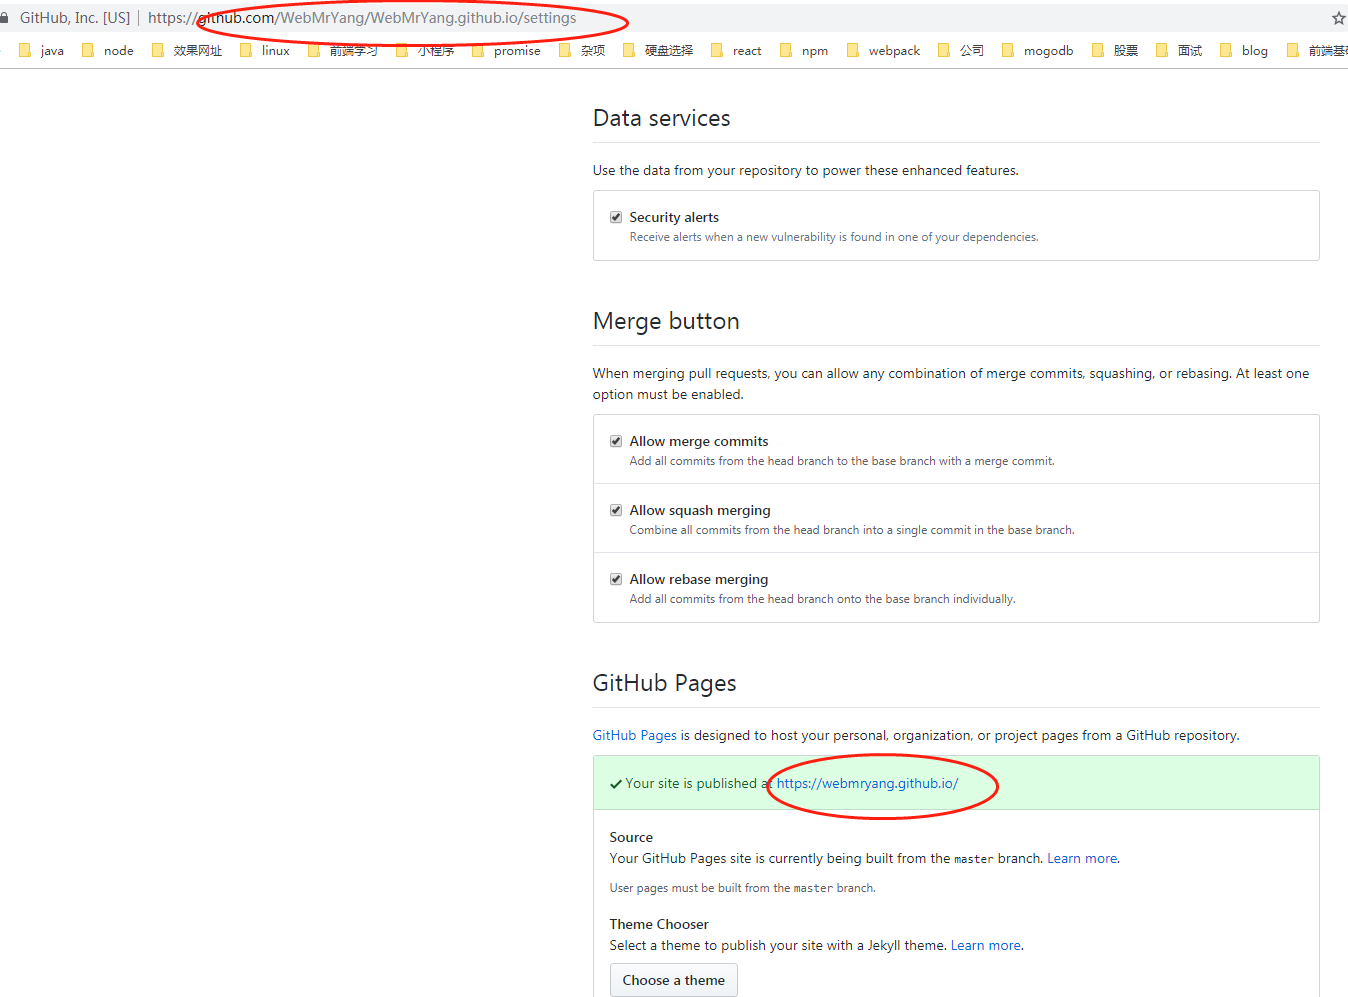 GitHub, Inc. [US] | https://github.com/WebMrYang/WebMrYang.github.io/settings
java node 效果网址 linux 前端学习 小程序 promise 杂项 硬盘选择 react npm webpack 公司 mogodb 股票 面试 blog 前端基础
Data services
Use the data from your repository to power these enhanced features.
Security alerts
Receive alerts when a new vulnerability is found in one of your dependencies.
Merge button
When merging pull requests, you can allow any combination of merge commits, squashing, or rebasing. At least one
option must be enabled.
Allow merge commits
Add all commits from the head branch to the base branch with a merge commit.
Allow squash merging
Combine all commits from the head branch into a single commit in the base branch.
Allow rebase merging
Add all commits from the head branch onto the base branch individually.
GitHub Pages
GitHub Pages is designed to host your personal, organization, or project pages from a GitHub repository.
Your site is published at https://webmryang.github.io/
Source
Your GitHub Pages site is currently being built from the master branch. Learn more.
User pages must be built from the master branch.
Theme Chooser
Select a theme to publish your site with a Jekyll theme. Learn more.
Choose a theme